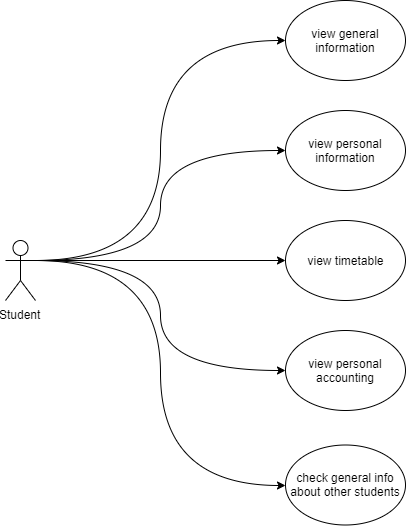 view general
information
view personal
information
view timetable
Student
view personal
accounting
check general info
about other students